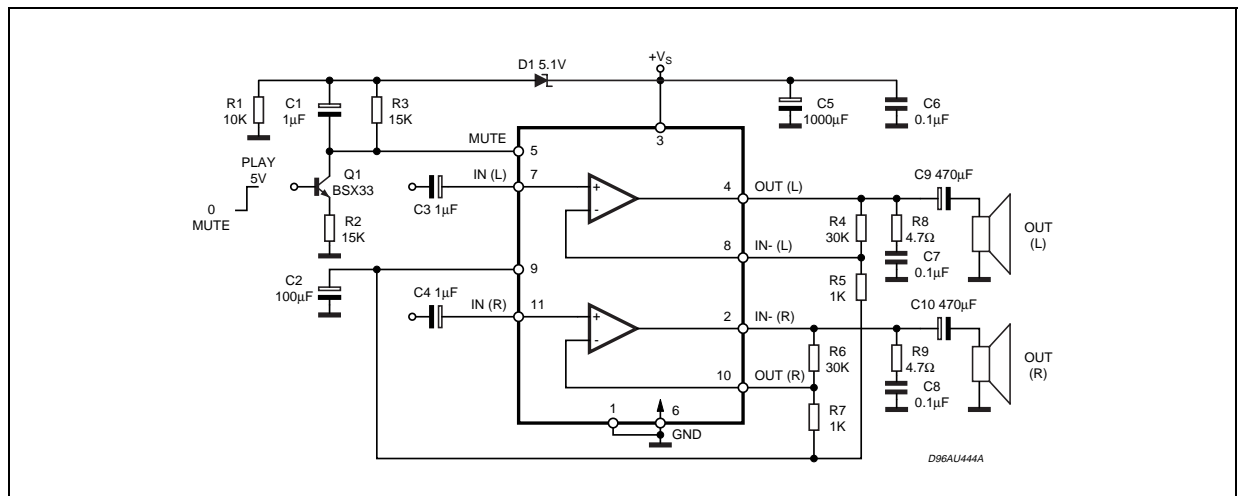 +VS
D1 5.1V
R1
10K
C1
1μF
R3
15K
C5
1000μF
C6
0.1μF
3
MUTE
5
PLAY
5V
0
MUTE
Q1
BSX33
R2
15K
IN (L)
7
C3 1μF
+
-
4
OUT (L)
C9 470μF
R4
30K
R8
4.7Ω
C7
0.1μF
OUT
(L)
8
IN- (L)
R5
1K
9
C2
100μF
C4 1μF
IN (R)
11
+
-
2
IN- (R)
C10 470μF
R6
30K
R9
4.7Ω
C8
0.1μF
OUT
(R)
10
OUT (R)
R7
1K
1
6
GND
D96AU444A